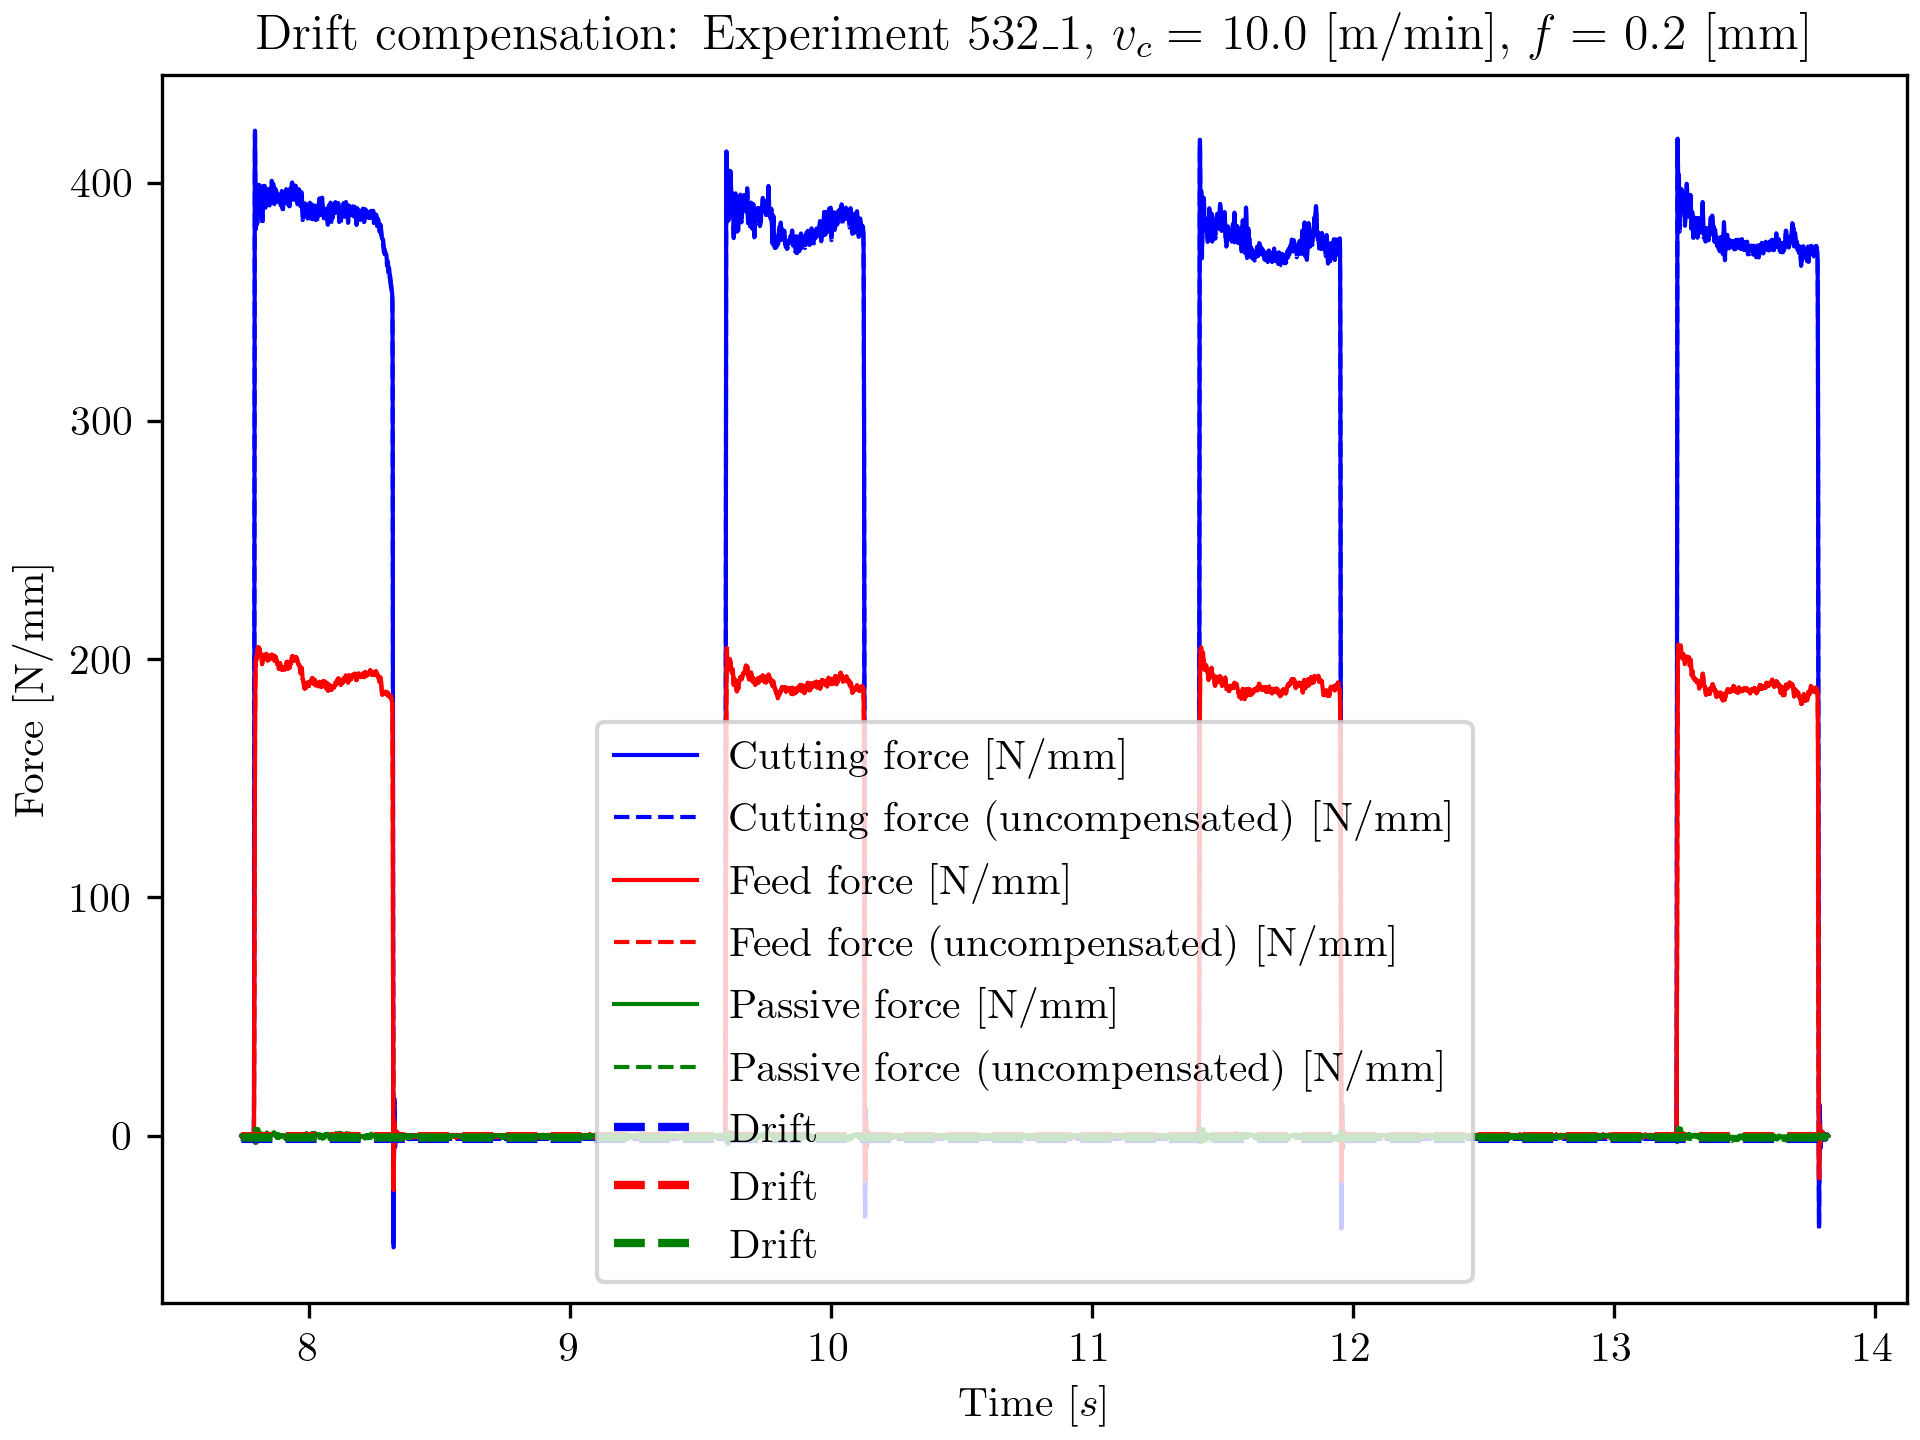 Drift compensation: Experiment 532_1, v_c = 10.0 [m/min], f = 0.2 [mm]
Force [N/mm]
400
300
200
100
0
Cutting force [N/mm]
Cutting force (uncompensated) [N/mm]
Feed force [N/mm]
Feed force (uncompensated) [N/mm]
Passive force [N/mm]
Passive force (uncompensated) [N/mm]
Drift
Drift
Drift
8 9 10 11 12 13 14
Time [s]